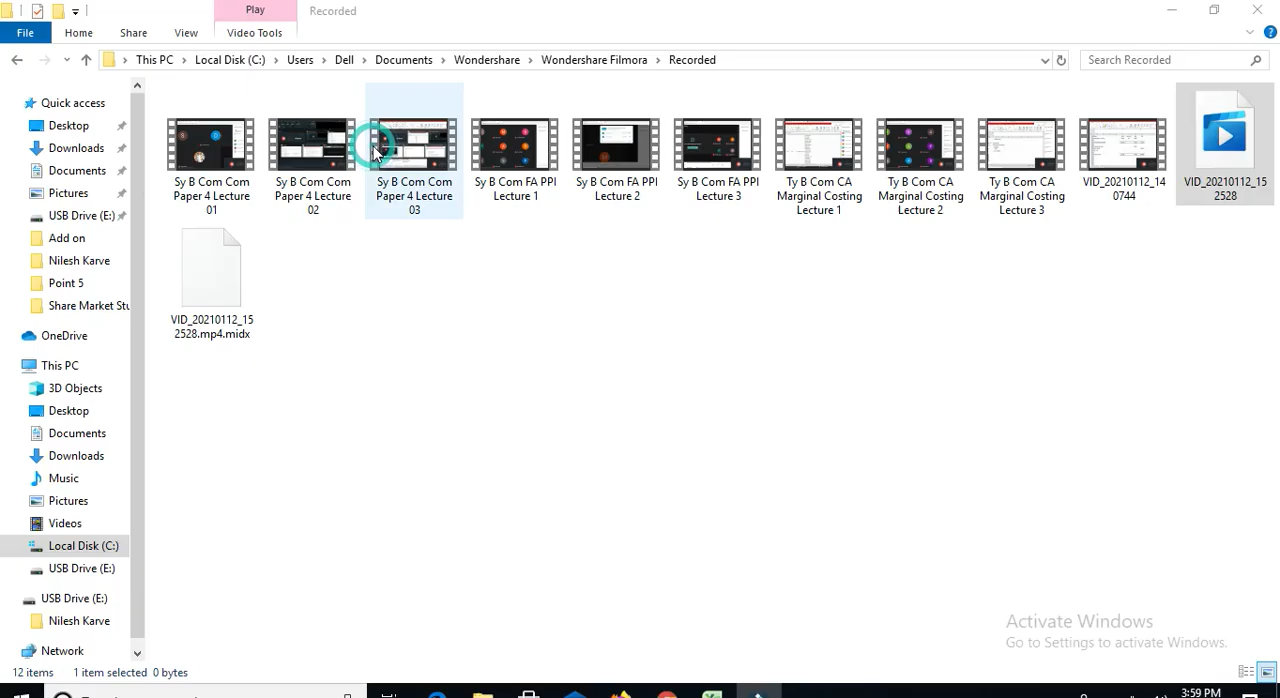 Play
Recorded
File
Home
Share
View
Video Tools
This PC
Local Disk (C:)
Users
Dell
Documents
Wondershare
Wondershare Filmora
Recorded
Search Recorded
Quick access
Desktop
Downloads
Documents
Pictures
USB Drive (E:)
Add on
Nilesh Karve
Point 5
Share Market Stu
OneDrive
This PC
3D Objects
Desktop
Documents
Downloads
Music
Pictures
Videos
Local Disk (C:)
USB Drive (E:)
USB Drive (E:)
Nilesh Karve
Network
Sy B Com Com
Paper 4 Lecture
01
Sy B Com Com
Paper 4 Lecture
02
Sy B Com Com
Paper 4 Lecture
03
Sy B Com FA PPI
Lecture 1
Sy B Com FA PPI
Lecture 2
Sy B Com FA PPI
Lecture 3
Ty B Com CA
Marginal Costing
Lecture 1
Ty B Com CA
Marginal Costing
Lecture 2
Ty B Com CA
Marginal Costing
Lecture 3
VID_20210112_14
0744
VID_20210112_15
2528
VID_20210112_15
2528.mp4.midx
Activate Windows
Go to Settings to activate Windows.
12 items
1 item selected 0 bytes
3:59 PM